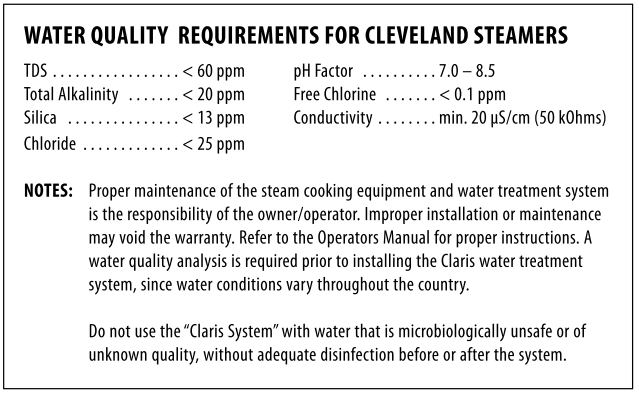 WATER QUALITY REQUIREMENTS FOR CLEVELAND STEAMERS
TDS . . . . . . . . . . . . . . . . . < 60 ppm
Total Alkalinity . . . . . . . < 20 ppm
Silica . . . . . . . . . . . . . . . < 13 ppm
Chloride . . . . . . . . . . . . . < 25 ppm
pH Factor . . . . . . . . . . 7.0 – 8.5
Free Chlorine . . . . . . . < 0.1 ppm
Conductivity . . . . . . . . min. 20 µS/cm (50 kOhms)
NOTES: Proper maintenance of the steam cooking equipment and water treatment system
is the responsibility of the owner/operator. Improper installation or maintenance
may void the warranty. Refer to the Operators Manual for proper instructions. A
water quality analysis is required prior to installing the Claris water treatment
system, since water conditions vary throughout the country.
Do not use the “Claris System” with water that is microbiologically unsafe or of
unknown quality, without adequate disinfection before or after the system.